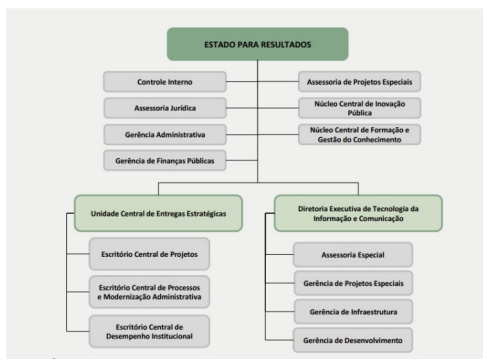 ESTADO PARA RESULTADOS
Controle Interno
Assessoria de Projetos Especiais
Assessoria Jurídica
Núcleo Central de Inovação
Pública
Gerência Administrativa
Núcleo Central de Formação e
Gestão do Conhecimento
Gerência de Finanças Públicas
Unidade Central de Entregas Estratégicas
Diretoria Executiva de Tecnologia da
Informação e Comunicação
Escritório Central de Projetos
Escritório Central de Processos
e Modernização Administrativa
Escritório Central de
Desempenho Institucional
Assessoria Especial
Gerência de Projetos Especiais
Gerência de Infraestrutura
Gerência de Desenvolvimento